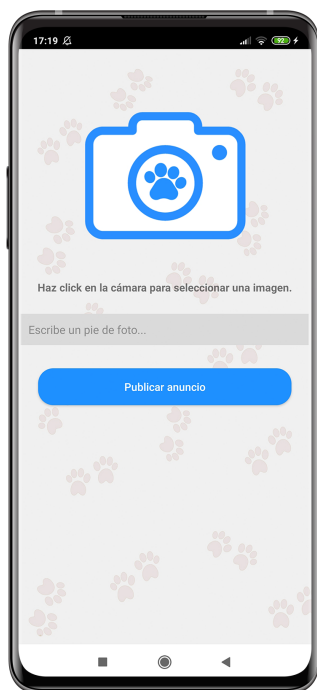 17:19
92
Haz click en la cámara para seleccionar una imagen.
Escribe un pie de foto...
Publicar anuncio